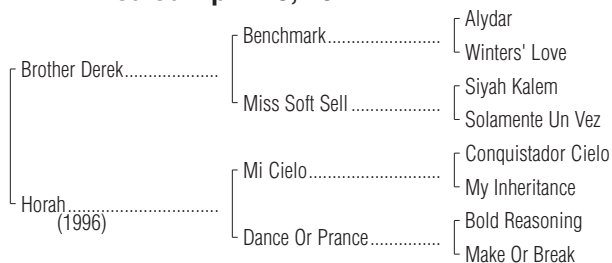 Alydar
Benchmark........................
Winters' Love
Brother Derek....................
Siyah Kalem
Miss Soft Sell ...................
Solamente Un Vez
Conquistador Cielo
Mi Cielo............................
My Inheritance
Horah................................
(1996)
Bold Reasoning
Dance Or Prance...............
Make Or Break